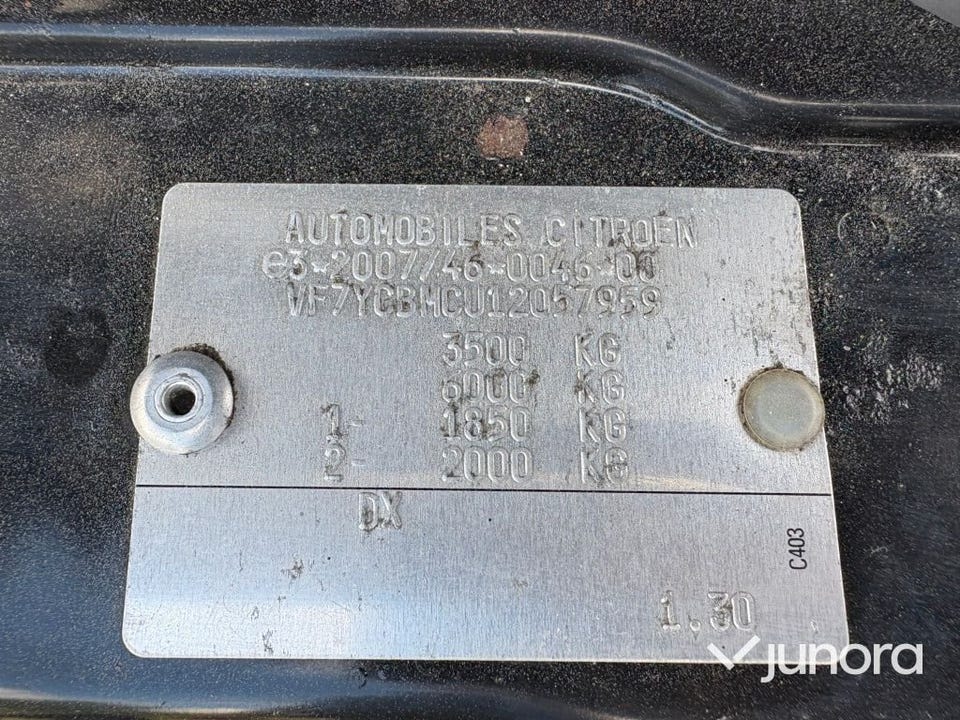 AUTOMOBILES CITROEN
e3*2007/46*0046*00
VF7YCBMCU12057959
3500 KG
6000 KG
1- 1850 KG
2- 2000 KG
DX
C403
1.30
junora